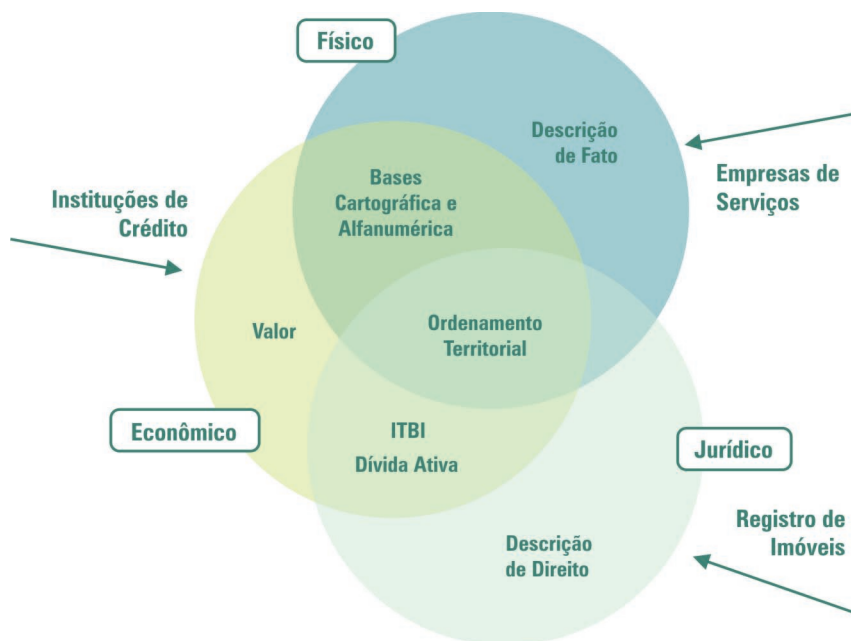 Físico
Descrição
de Fato
Bases
Cartográfica e
Alfanumérica
Empresas de
Serviços
Instituções de
Crédito
Valor
Ordenamento
Territorial
Econômico
ITBI
Dívida Ativa
Jurídico
Registro de
Imóveis
Descrição
de Direito